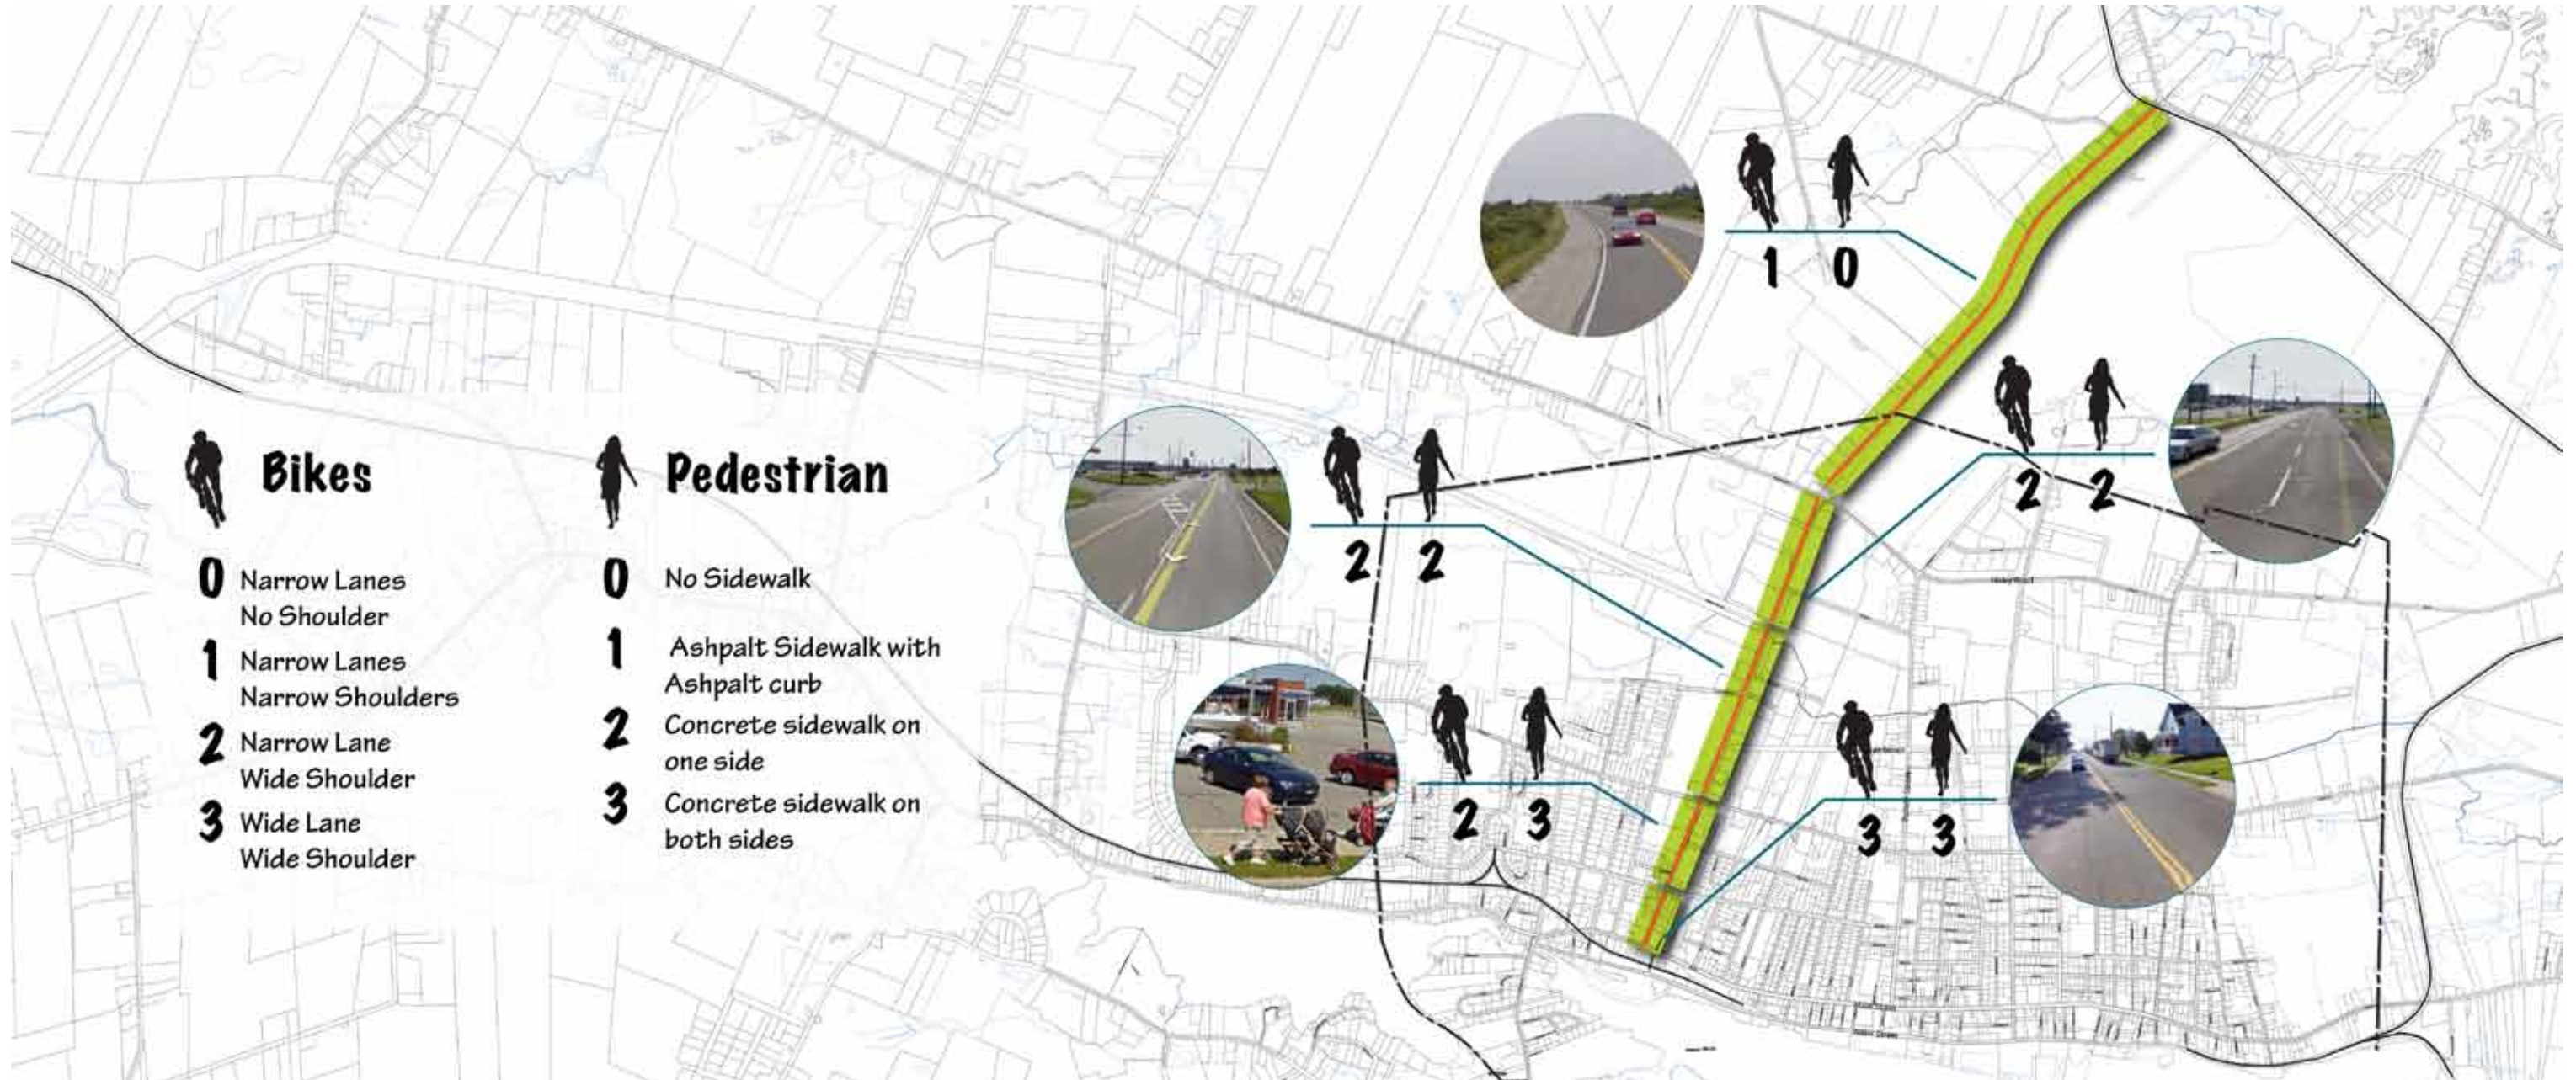 1 0
2 2
2 2
Bikes
Pedestrian
0 Narrow Lanes
No Shoulder
1 Narrow Lanes
Narrow Shoulders
2 Narrow Lane
Wide Shoulder
3 Wide Lane
Wide Shoulder
0 No Sidewalk
1 Ashpalt Sidewalk with
Ashpalt curb
2 Concrete sidewalk on
one side
3 Concrete sidewalk on
both sides
2 3
3 3